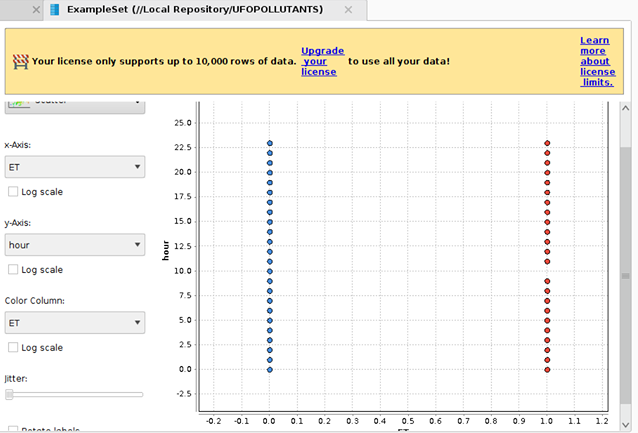 ExampleSet (//Local Repository/UFOPOLLUTANTS)
Your license only supports up to 10,000 rows of data. Upgrade your license to use all your data!
Learn more about license limits.
Scatter
x-Axis:
ET
Log scale
y-Axis:
hour
Log scale
Color Column:
ET
Log scale
Jitter:
Rotate labels
hour
25.0
22.5
20.0
17.5
15.0
12.5
10.0
7.5
5.0
2.5
0.0
-2.5
-0.2 -0.1 0.0 0.1 0.2 0.3 0.4 0.5 0.6 0.7 0.8 0.9 1.0 1.1 1.2
ET